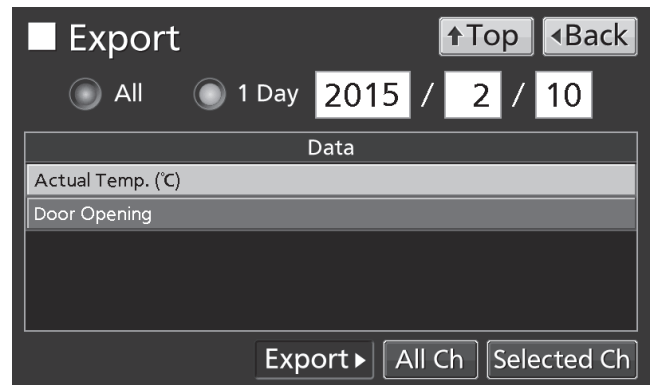 Export
Top
Back
All
1 Day 2015 / 2 / 10
Data
Actual Temp. (℃)
Door Opening
Export
All Ch
Selected Ch